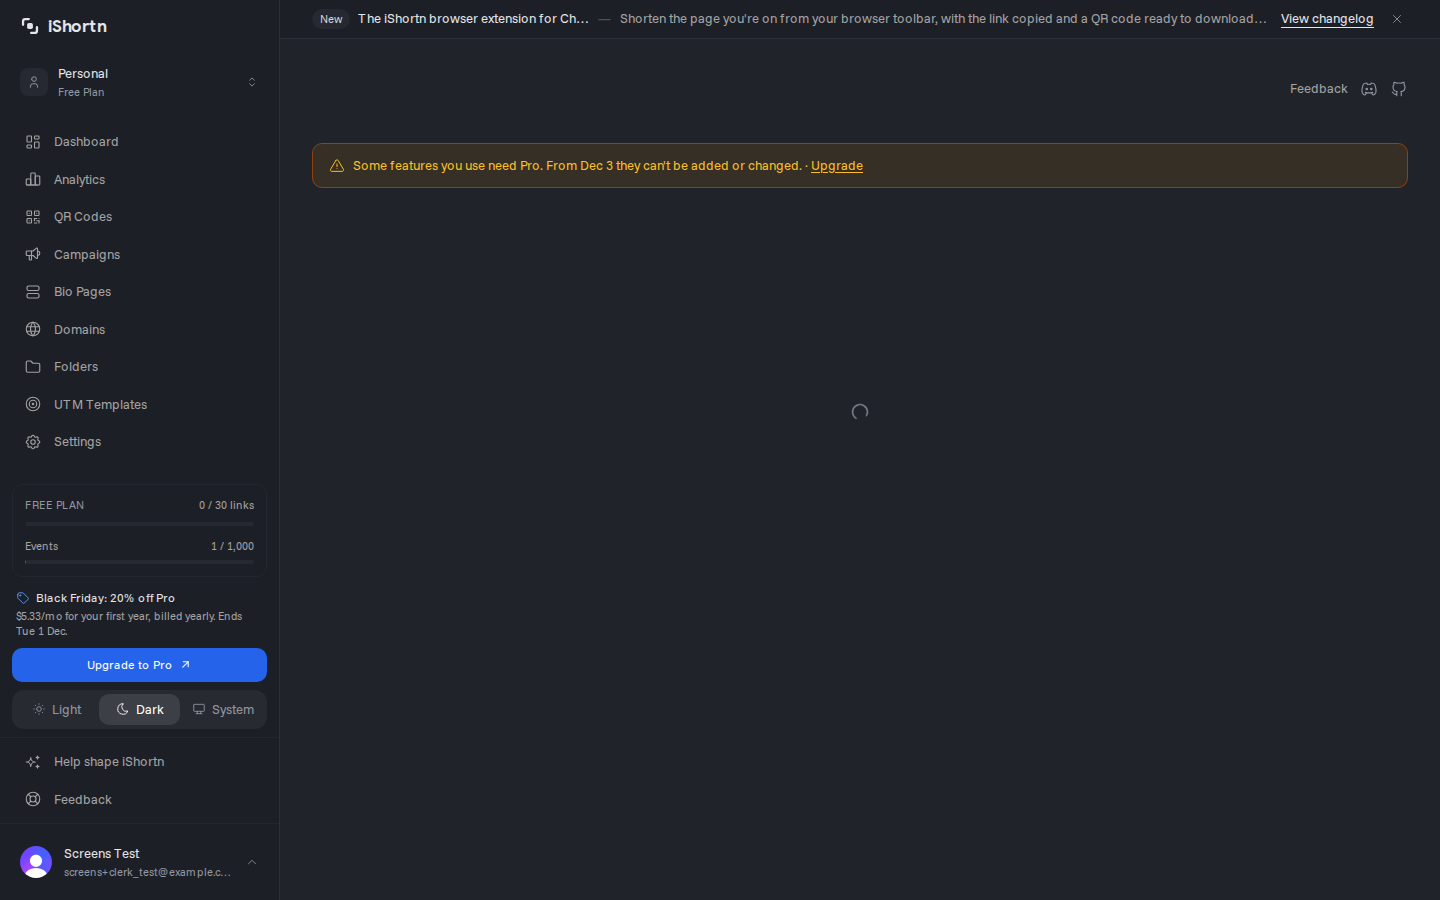 iShortn
Personal
Free Plan
Dashboard
Analytics
QR Codes
Campaigns
Bio Pages
Domains
Folders
UTM Templates
Settings
FREE PLAN 0 / 30 links
Events 1 / 1,000
Black Friday: 20% off Pro
$5.33/mo for your first year, billed yearly. Ends
Tue 1 Dec.
Upgrade to Pro
Light Dark System
Help shape iShortn
Feedback
Screens Test
screens+clerk_test@example.c...
New The iShortn browser extension for Ch... — Shorten the page you're on from your browser toolbar, with the link copied and a QR code ready to download... View changelog
Feedback
Some features you use need Pro. From Dec 3 they can't be added or changed. · Upgrade